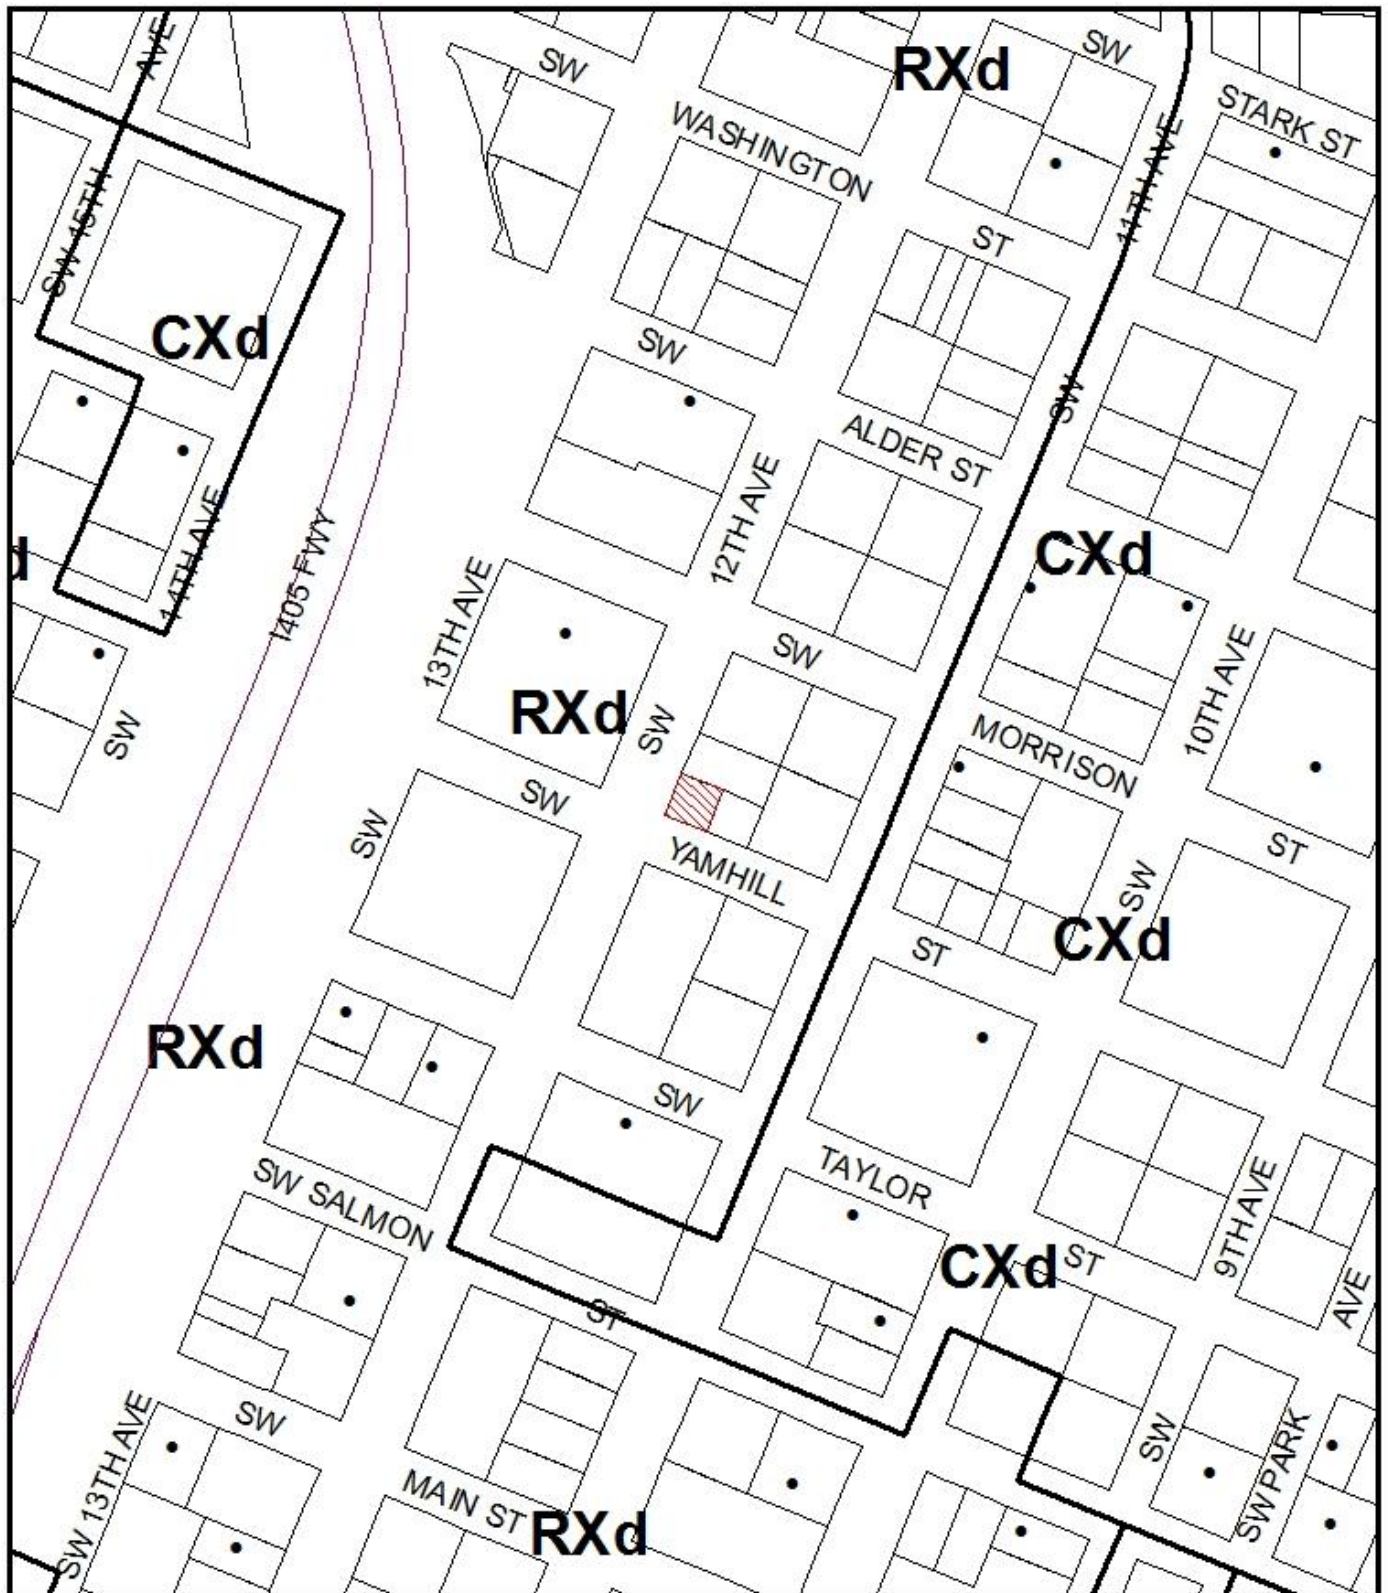 AVE
SW
RXd
SW
STARK ST
WASHINGTON
11TH AVE
SW 15TH
ST
CXd
SW
SW
ALDER ST
12TH AVE
14TH AVE
I405 FWY
CXd
d
13TH AVE
SW
10TH AVE
RXd
SW
SW
MORRISON
SW
SW
YAMHILL
ST
SW
CXd
ST
RXd
SW
SW SALMON
TAYLOR
9TH AVE
CXd
ST
AVE
ST
SW
SW
SW PARK
SW 13TH AVE
MAIN ST
RXd